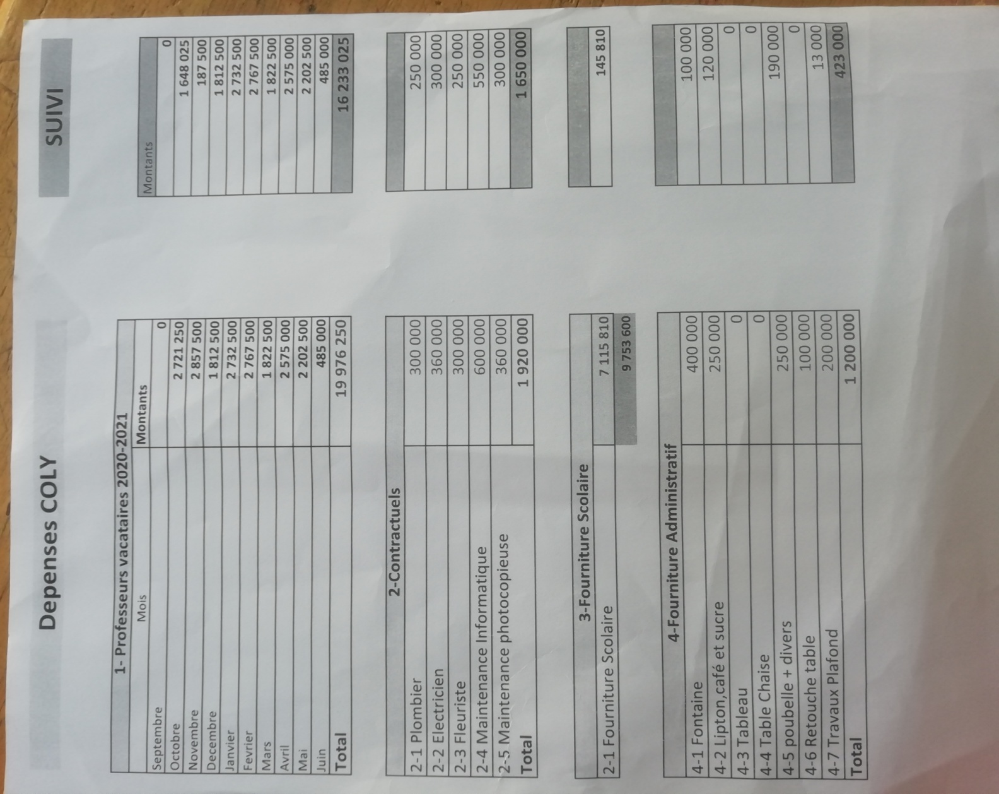 Depenses COLY SUIVI
1- Professeurs vacataires 2020-2021
Mois Montants Montants
Septembre 0 0
Octobre 2 721 250 1 648 025
Novembre 2 857 500 187 500
Decembre 1 812 500 1 812 500
Janvier 2 732 500 2 732 500
Fevrier 2 767 500 2 767 500
Mars 1 822 500 1 822 500
Avril 2 575 000 2 575 000
Mai 2 202 500 2 202 500
Juin 485 000 485 000
Total 19 976 250 16 233 025
2-Contractuels
2-1 Plombier 300 000 250 000
2-2 Electricien 360 000 300 000
2-3 Fleuriste 300 000 250 000
2-4 Maintenance Informatique 600 000 550 000
2-5 Maintenance photocopieuse 360 000 300 000
Total 1 920 000 1 650 000
3-Fourniture Scolaire
2-1 Fourniture Scolaire 7 115 810 145 810
9 753 600
4-Fourniture Administratif
4-1 Fontaine 400 000 100 000
4-2 Lipton,café et sucre 250 000 120 000
4-3 Tableau 0 0
4-4 Table Chaise 0 0
4-5 poubelle + divers 250 000 190 000
4-6 Retouche table 100 000 0
4-7 Travaux Plafond 200 000 13 000
Total 1 200 000 423 000